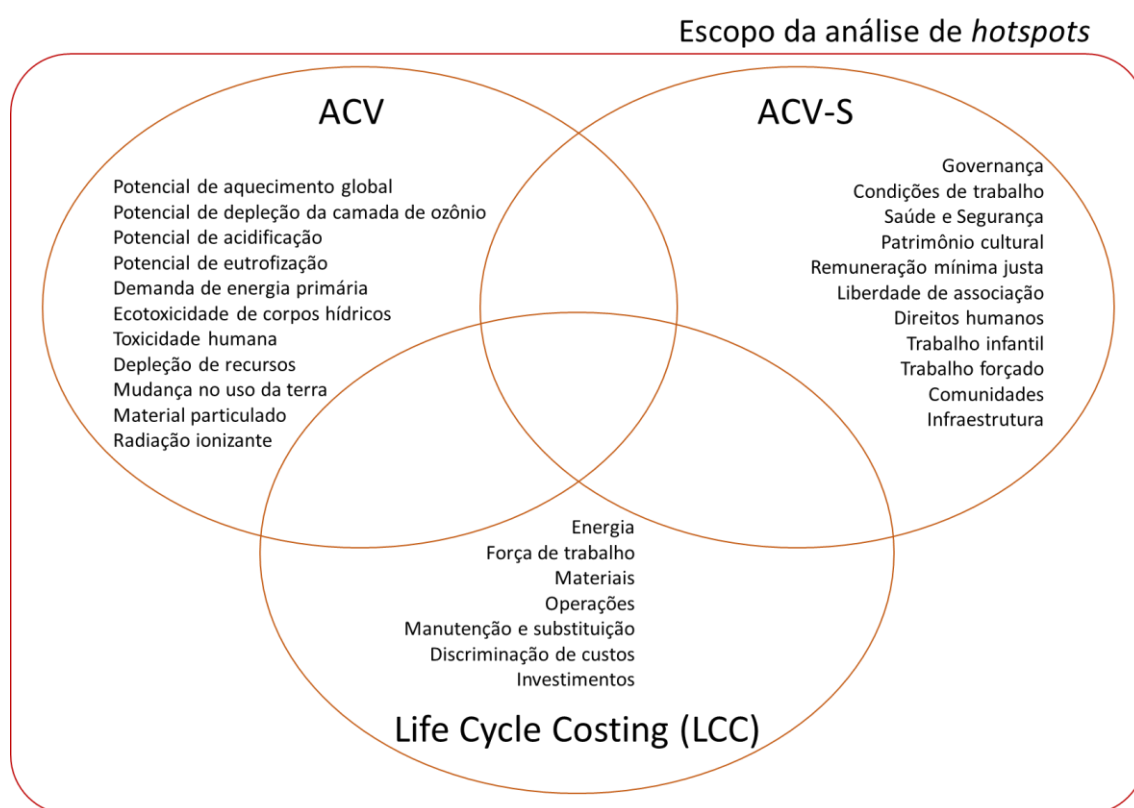 Escopo da análise de hotspots
ACV
Potencial de aquecimento global
Potencial de depleção da camada de ozônio
Potencial de acidificação
Potencial de eutrofização
Demanda de energia primária
Ecotoxicidade de corpos hídricos
Toxicidade humana
Depleção de recursos
Mudança no uso da terra
Material particulado
Radiação ionizante
ACV-S
Governança
Condições de trabalho
Saúde e Segurança
Patrimônio cultural
Remuneração mínima justa
Liberdade de associação
Direitos humanos
Trabalho infantil
Trabalho forçado
Comunidades
Infraestrutura
Energia
Força de trabalho
Materiais
Operações
Manutenção e substituição
Discriminação de custos
Investimentos
Life Cycle Costing (LCC)